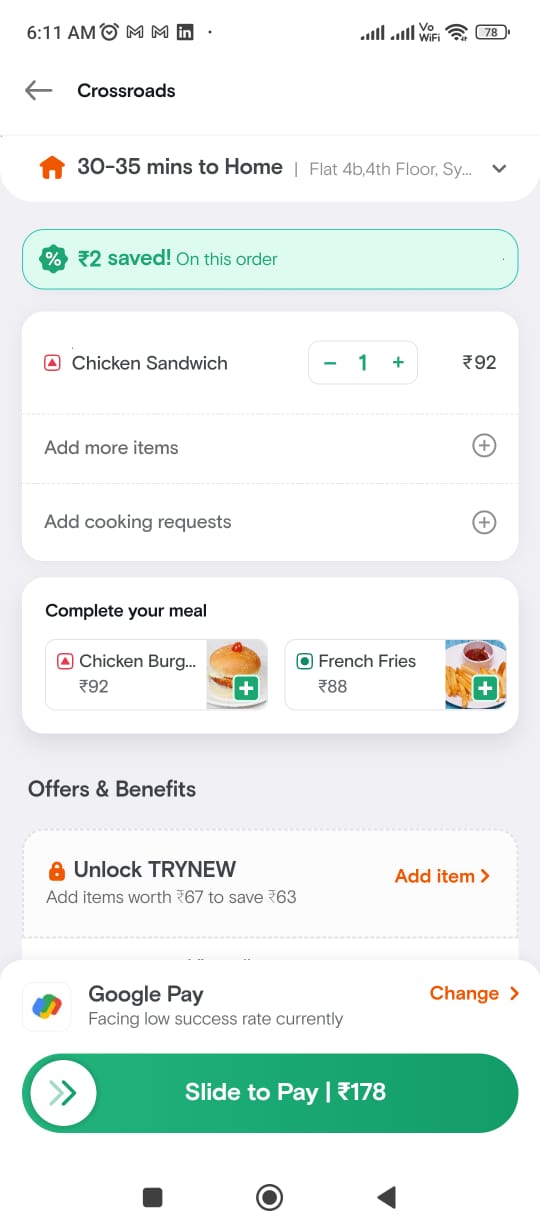 6:11 AM
Vo
WiFi
78
Crossroads
30-35 mins to Home | Flat 4b,4th Floor, Sy...
% ₹2 saved! On this order
Chicken Sandwich - 1 + ₹92
Add more items
Add cooking requests
Complete your meal
Chicken Burg...
₹92
French Fries
₹88
Offers & Benefits
Unlock TRYNEW
Add items worth ₹67 to save ₹63
Add item >
Google Pay
Facing low success rate currently
Change >
Slide to Pay | ₹178